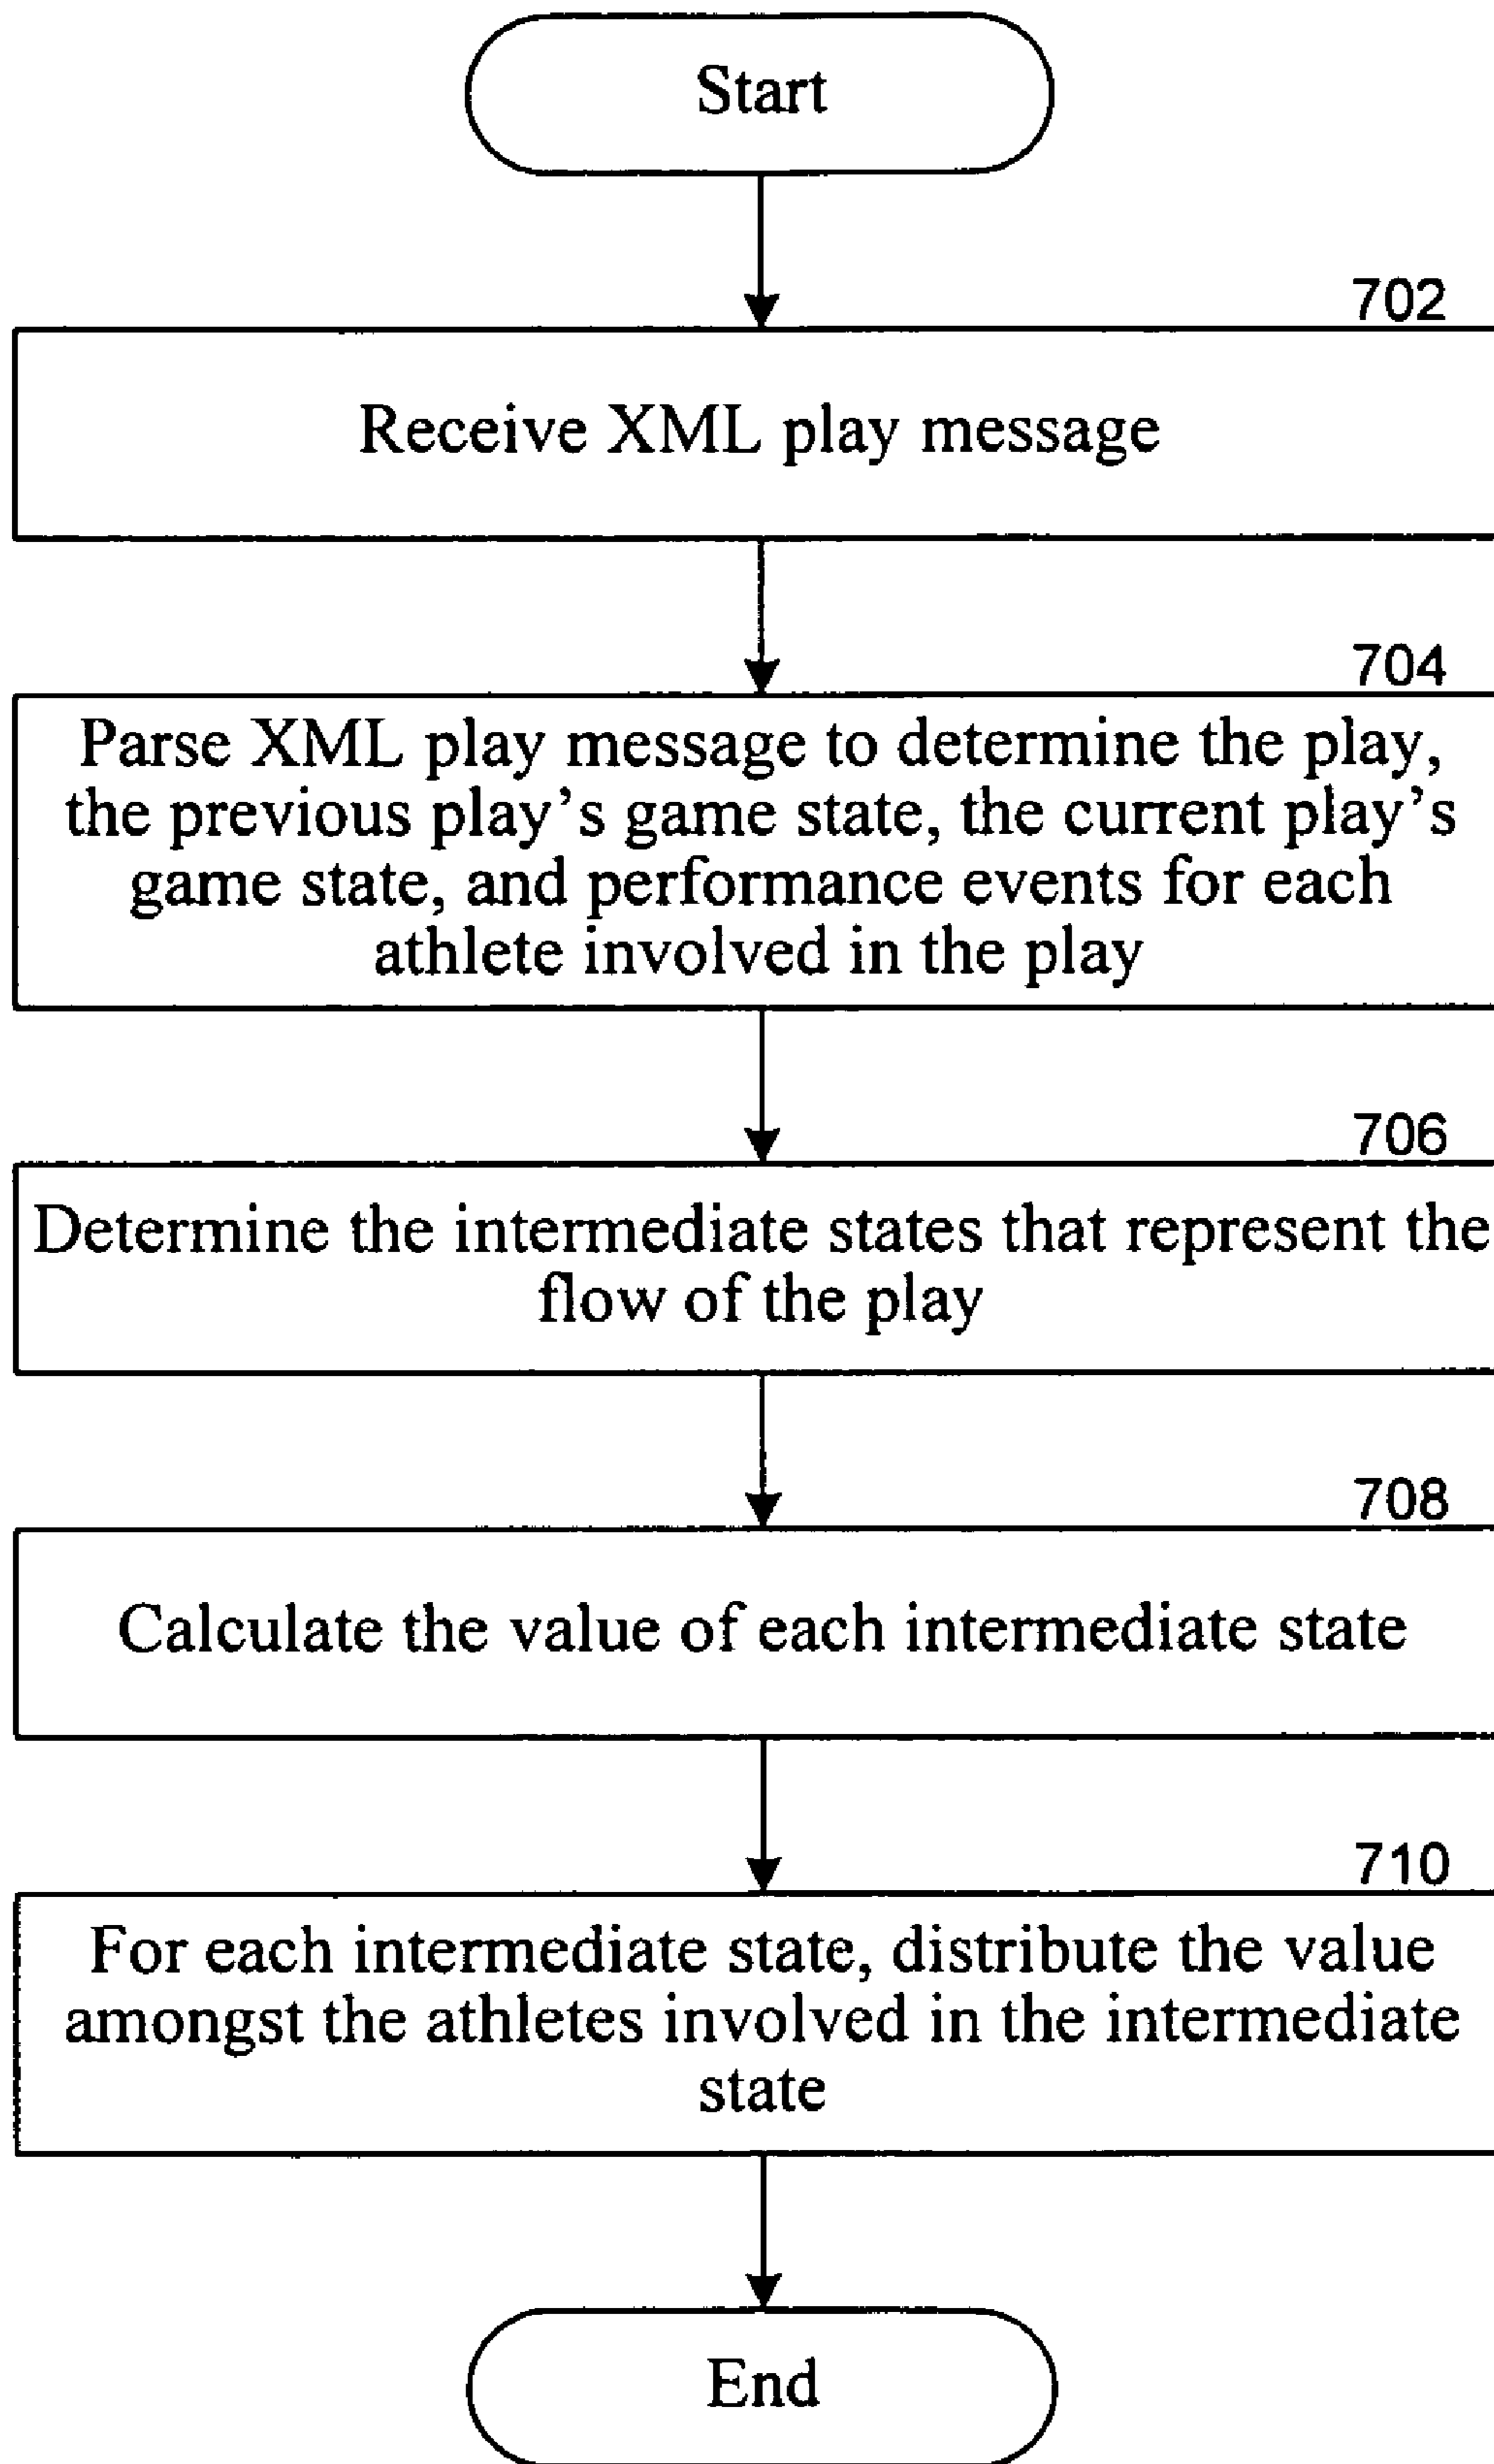 Start
702
Receive XML play message
704
Parse XML play message to determine the play,
the previous play's game state, the current play's
game state, and performance events for each
athlete involved in the play
706
Determine the intermediate states that represent the
flow of the play
708
Calculate the value of each intermediate state
710
For each intermediate state, distribute the value
amongst the athletes involved in the intermediate
state
End